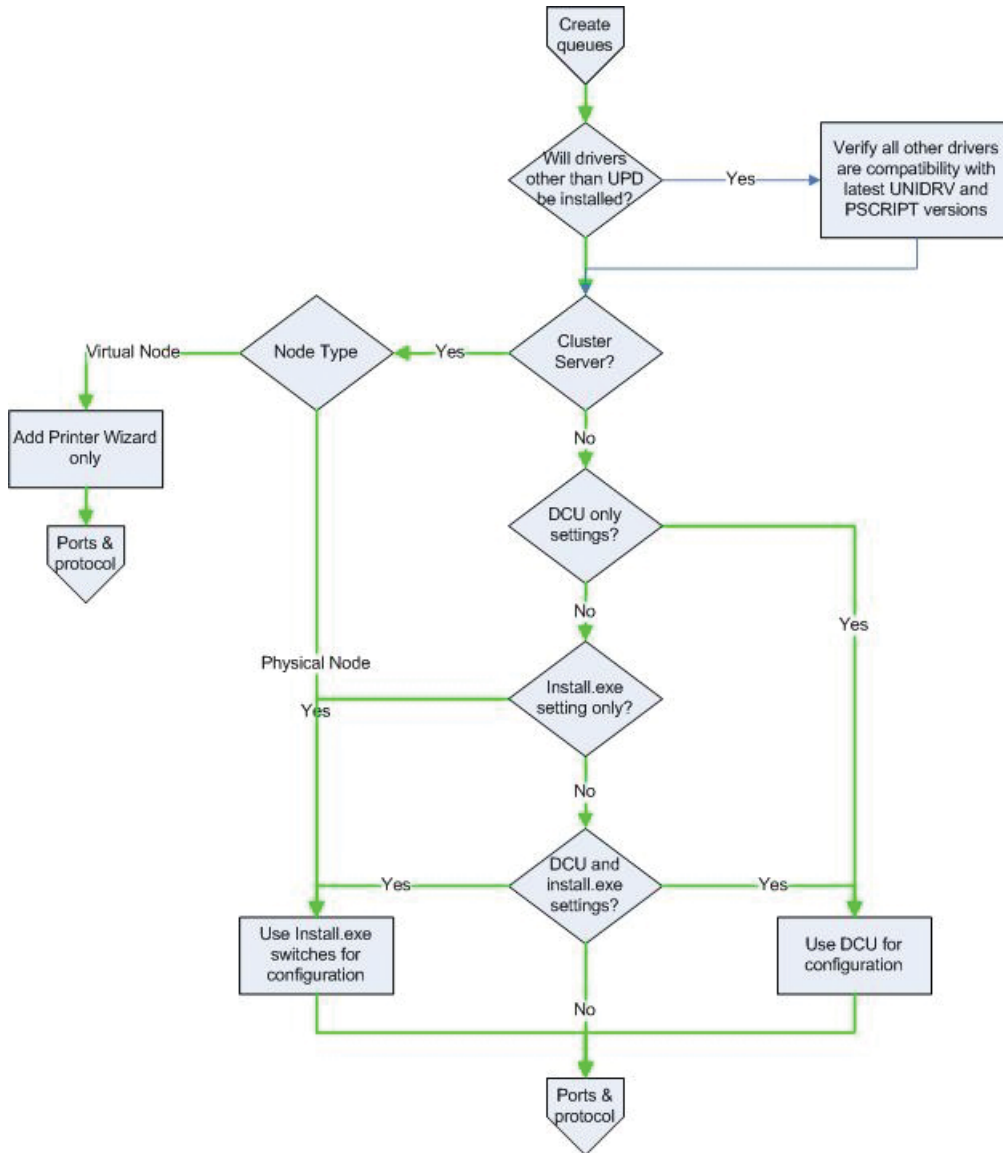 Create
queues
Will drivers
other than UPD
be installed?
Yes
Verify all other drivers
are compatibility with
latest UNIDRV and
PSCRIPT versions
Virtual Node
Node Type
Yes
Cluster
Server?
Add Printer Wizard
only
No
Ports &
protocol
DCU only
settings?
No
Yes
Physical Node
Install.exe
setting only?
Yes
No
DCU and
install.exe
settings?
Yes
Yes
Use Install.exe
switches for
configuration
Use DCU for
configuration
No
Ports &
protocol